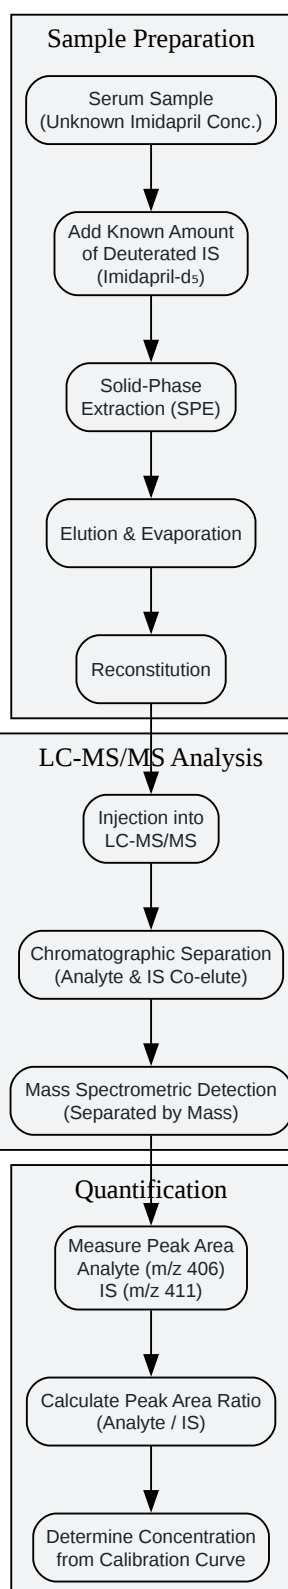 Sample Preparation
Serum Sample
(Unknown Imidapril Conc.)
Add Known Amount
of Deuterated IS
(Imidapril-d₅)
Solid-Phase
Extraction (SPE)
Elution & Evaporation
Reconstitution
LC-MS/MS Analysis
Injection into
LC-MS/MS
Chromatographic Separation
(Analyte & IS Co-elute)
Mass Spectrometric Detection
(Separated by Mass)
Quantification
Measure Peak Area
Analyte (m/z 406)
IS (m/z 411)
Calculate Peak Area Ratio
(Analyte / IS)
Determine Concentration
from Calibration Curve